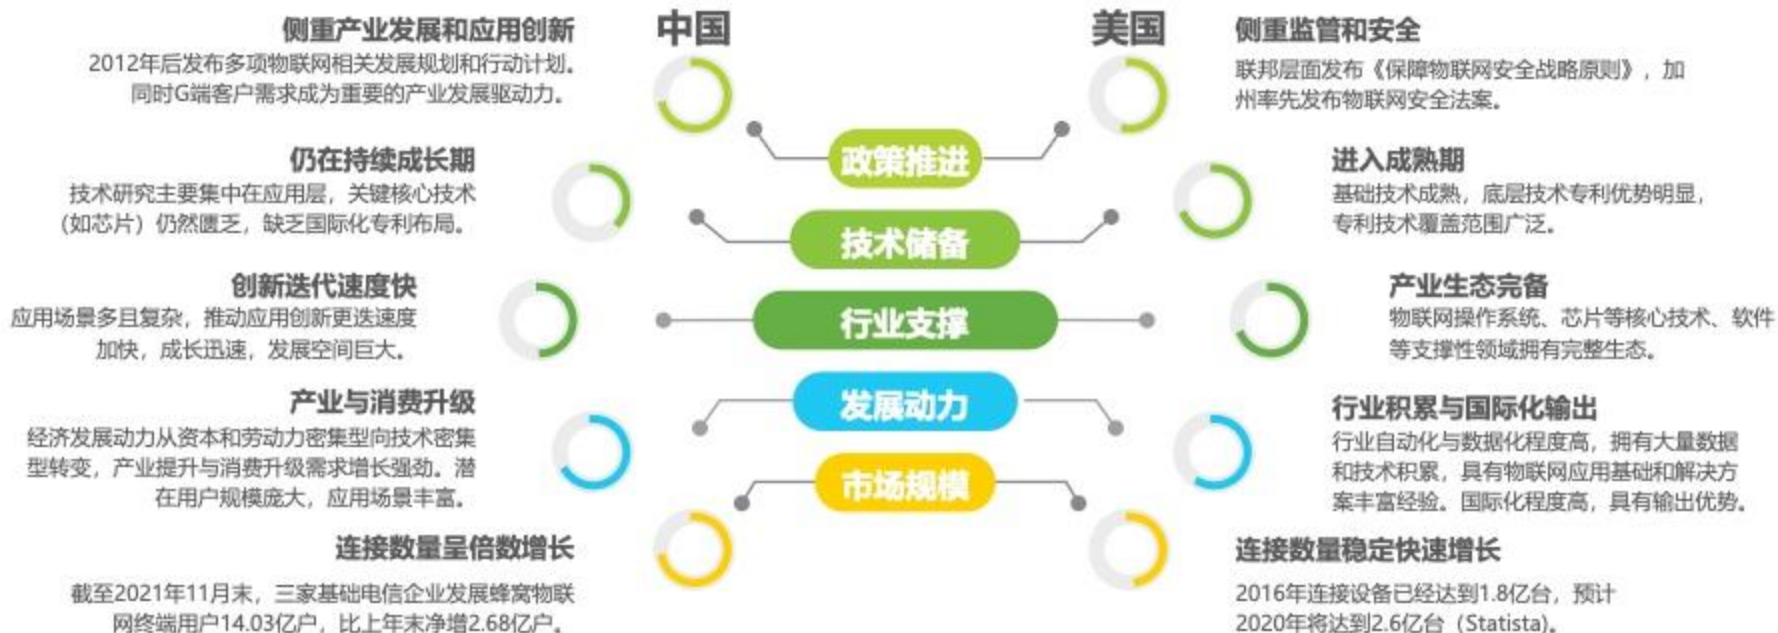 中国
美国
侧重产业发展和应用创新
2012年后发布多项物联网相关发展规划和行动计划。
同时G端客户需求成为重要的产业发展驱动力。
政策推进
侧重监管和安全
联邦层面发布《保障物联网安全战略原则》，加
州率先发布物联网安全法案。
仍在持续成长期
技术研究主要集中在应用层，关键核心技术
（如芯片）仍然匮乏，缺乏国际化专利布局。
技术储备
进入成熟期
基础技术成熟，底层技术专利优势明显，
专利技术覆盖范围广泛。
创新迭代速度快
应用场景多且复杂，推动应用创新更迭速度
加快，成长迅速，发展空间巨大。
行业支撑
产业生态完备
物联网操作系统、芯片等核心技术、软件
等支撑性领域拥有完整生态。
产业与消费升级
经济发展动力从资本和劳动力密集型向技术密集
型转变，产业提升与消费升级需求增长强劲。潜
在用户规模庞大，应用场景丰富。
发展动力
行业积累与国际化输出
行业自动化与数据化程度高，拥有大量数据
和技术积累，具有物联网应用基础和解决方
案丰富经验。国际化程度高，具有输出优势。
市场规模
连接数量呈倍数增长
截至2021年11月末，三家基础电信企业发展蜂窝物联
网终端用户14.03亿户，比上年末净增2.68亿户。
连接数量稳定快速增长
2016年连接设备已经达到1.8亿台，预计
2020年将达到2.6亿台（Statista)。